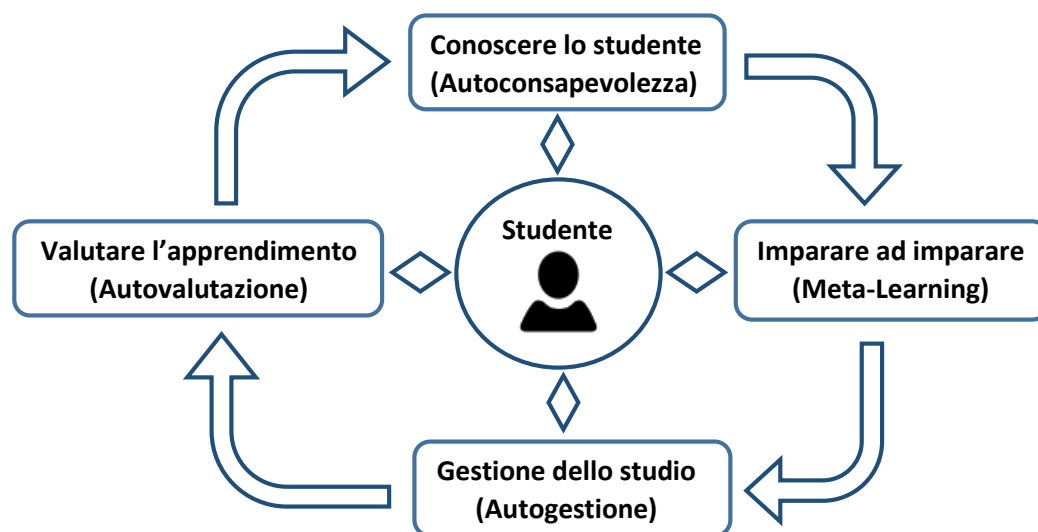 Conoscere lo studente
(Autoconsapevolezza)
Studente
Valutare l’apprendimento
(Autovalutazione)
Imparare ad imparare
(Meta-Learning)
Gestione dello studio
(Autogestione)